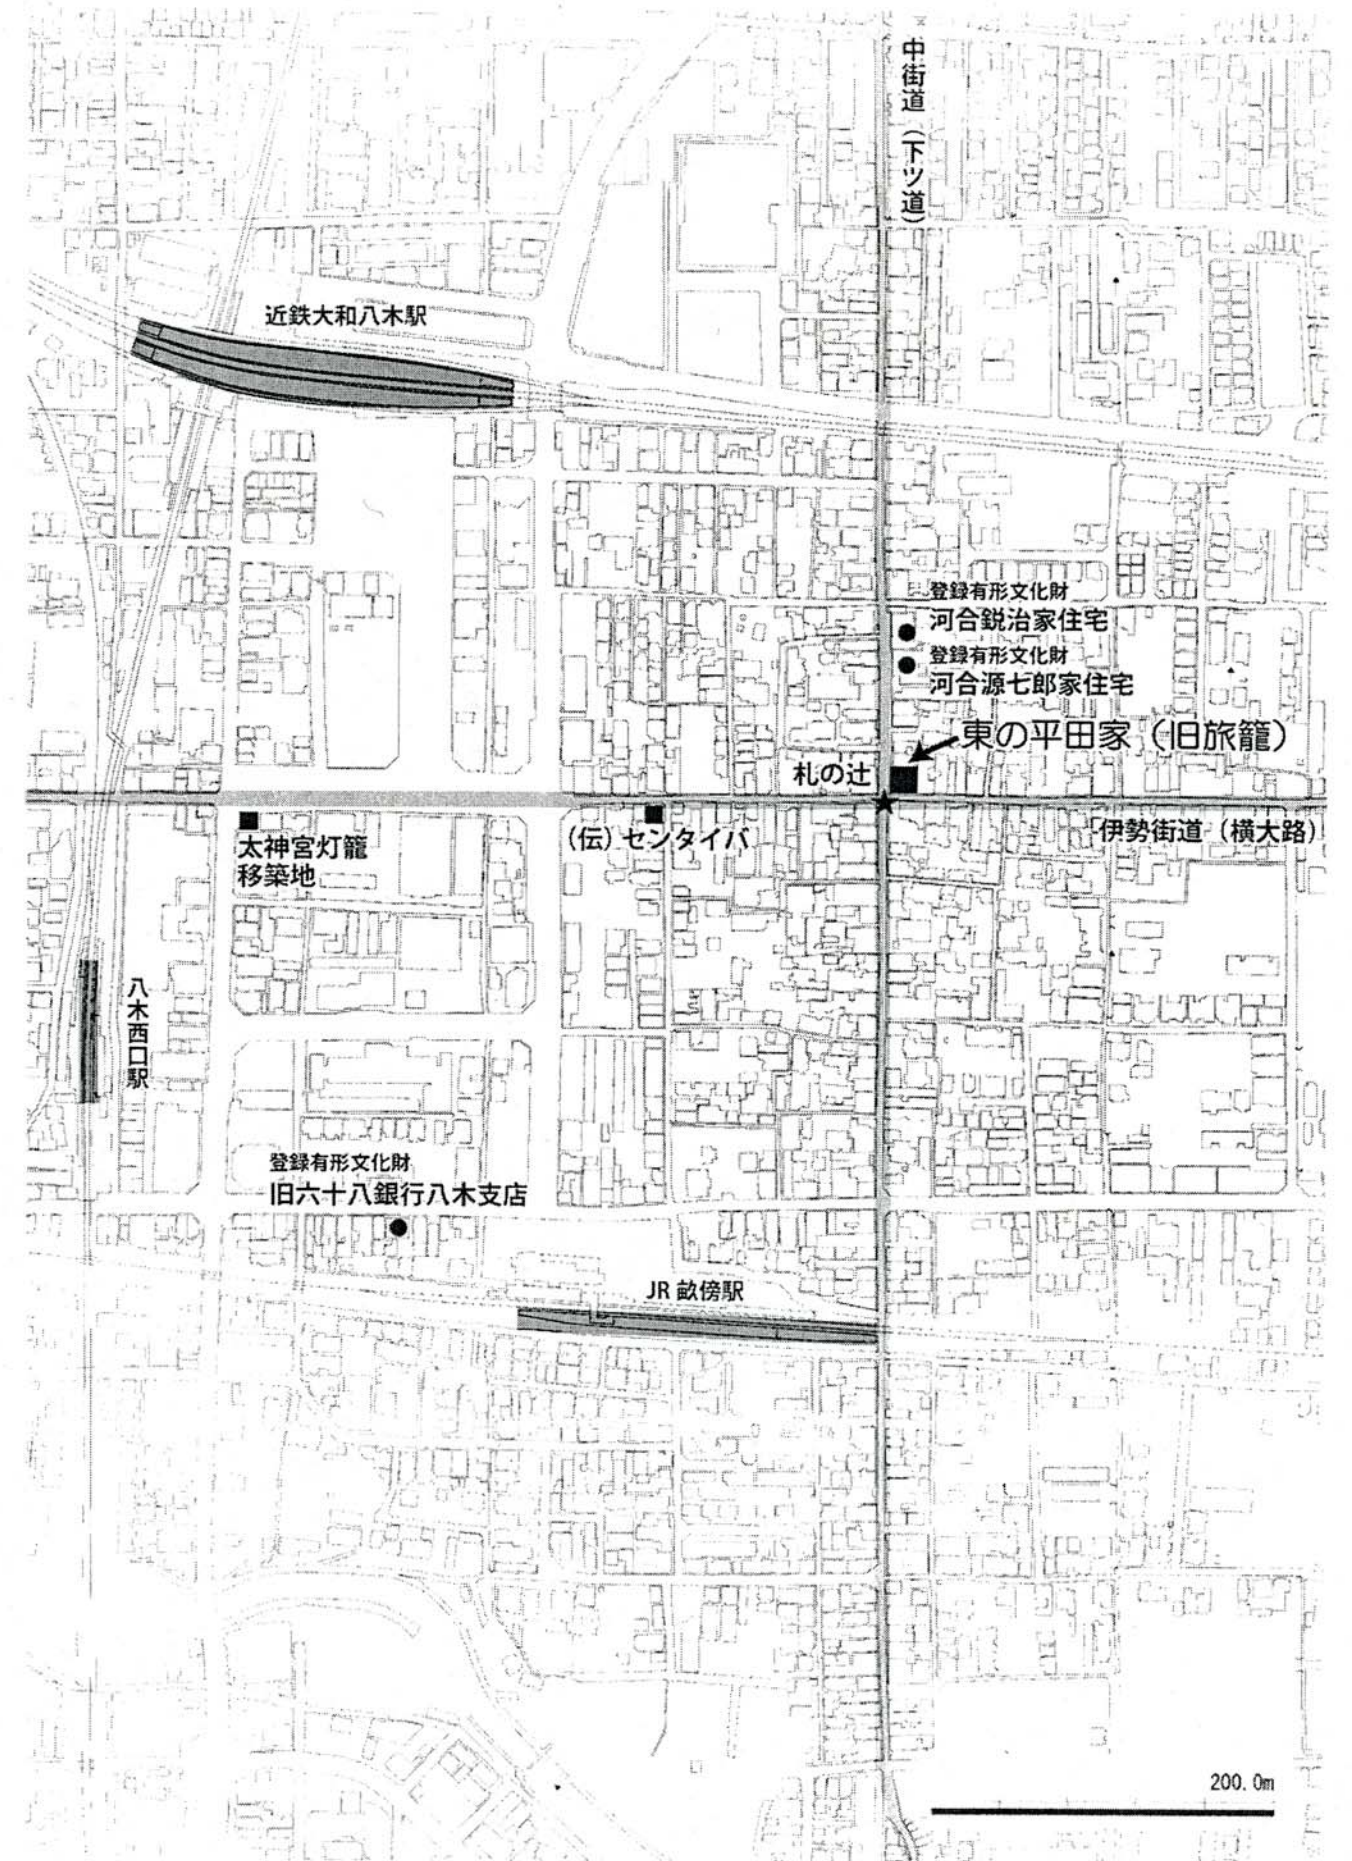 中街道（下ツ道）
近鉄大和八木駅
登録有形文化財
河合鋭治家住宅
登録有形文化財
河合源七郎家住宅
東の平田家（旧旅籠）
札の辻
伊勢街道（横大路）
(伝) センタイバ
太神宮灯籠
移築地
八木西口駅
登録有形文化財
旧六十八銀行八木支店
JR 畝傍駅
200.0m